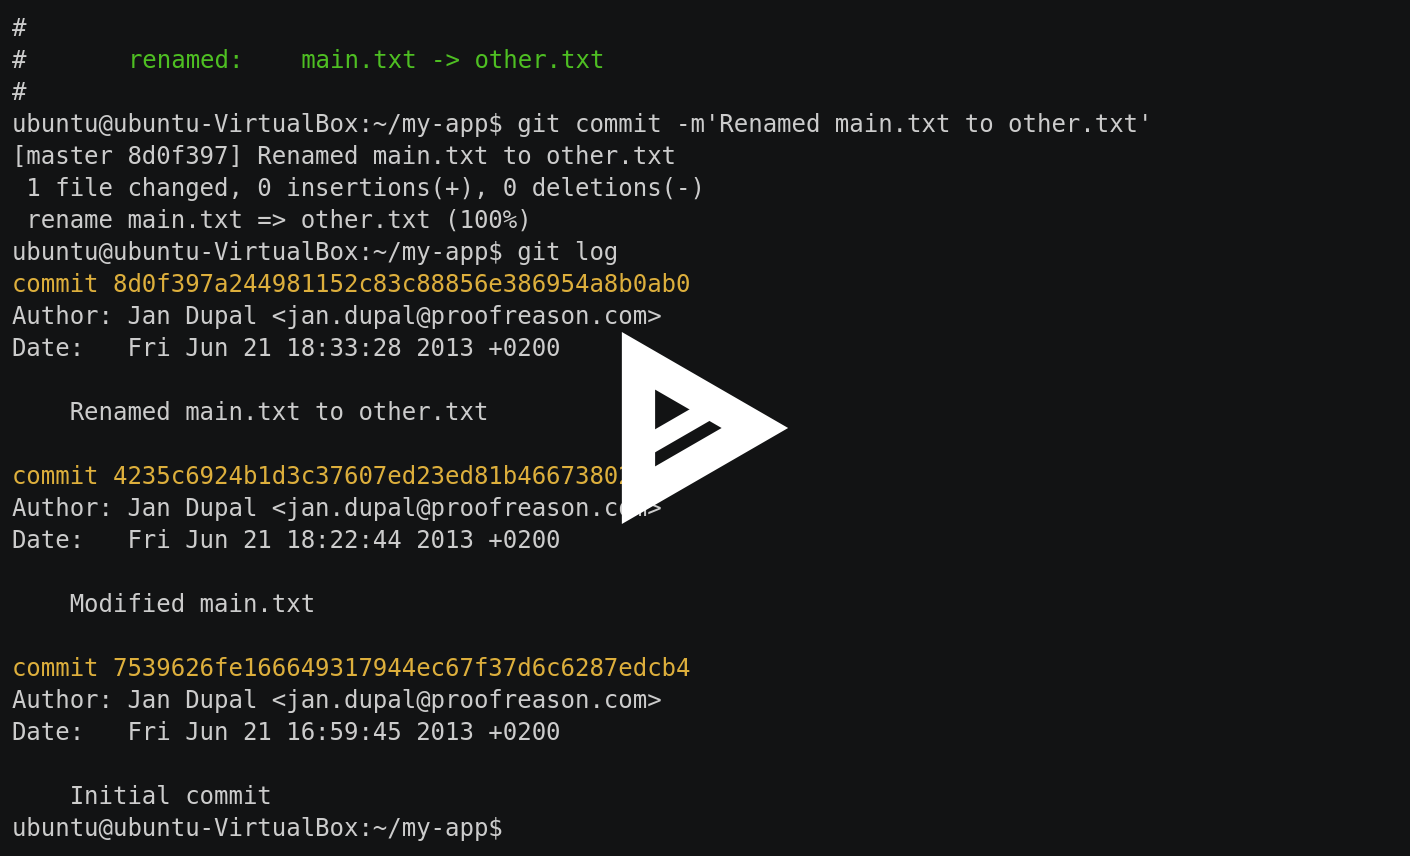 #
#       renamed:    main.txt -> other.txt
#
ubuntu@ubuntu-VirtualBox:~/my-app$ git commit -m'Renamed main.txt to other.txt'
[master 8d0f397] Renamed main.txt to other.txt
 1 file changed, 0 insertions(+), 0 deletions(-)
 rename main.txt => other.txt (100%)
ubuntu@ubuntu-VirtualBox:~/my-app$ git log
commit 8d0f397a244981152c83c88856e386954a8b0ab0
Author: Jan Dupal <jan.dupal@proofreason.com>
Date:   Fri Jun 21 18:33:28 2013 +0200
    Renamed main.txt to other.txt
commit
Author: Jan Dupal <jan.dupal@proofreason.com>
Date:   Fri Jun 21 18:22:44 2013 +0200
    Modified main.txt
commit 7539626fe166649317944ec67f37d6c6287edcb4
Author: Jan Dupal <jan.dupal@proofreason.com>
Date:   Fri Jun 21 16:59:45 2013 +0200
    Initial commit
ubuntu@ubuntu-VirtualBox:~/my-app$